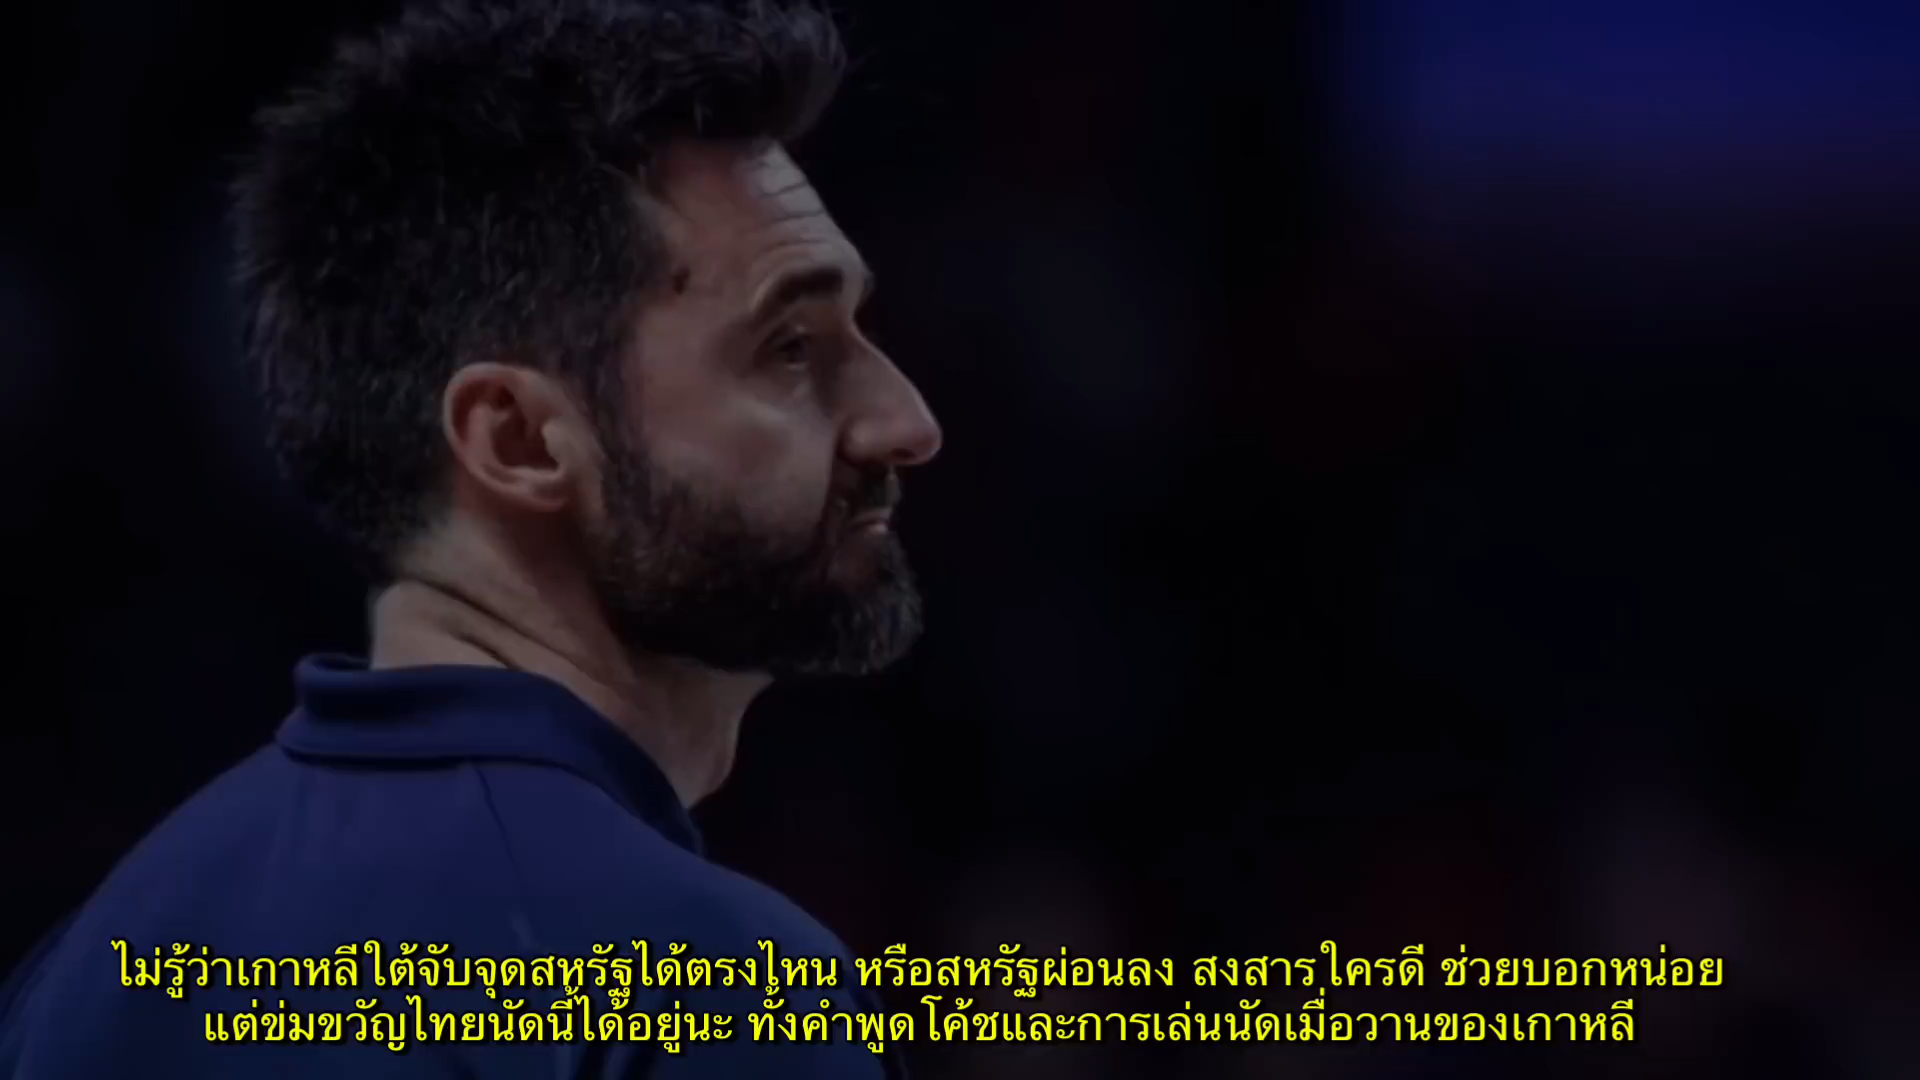 ไม่รู้ว่าเกาหลีใต้จับจุดสหรัฐได้ตรงไหน หรือสหรัฐผ่อนลง สงสารใครดี ช่วยบอกหน่อย
แต่ข่มขวัญไทยนัดนี้ได้อยู่นะ ทั้งคำพูดโค้ชและการเล่นนัดเมื่อวานของเกาหลี